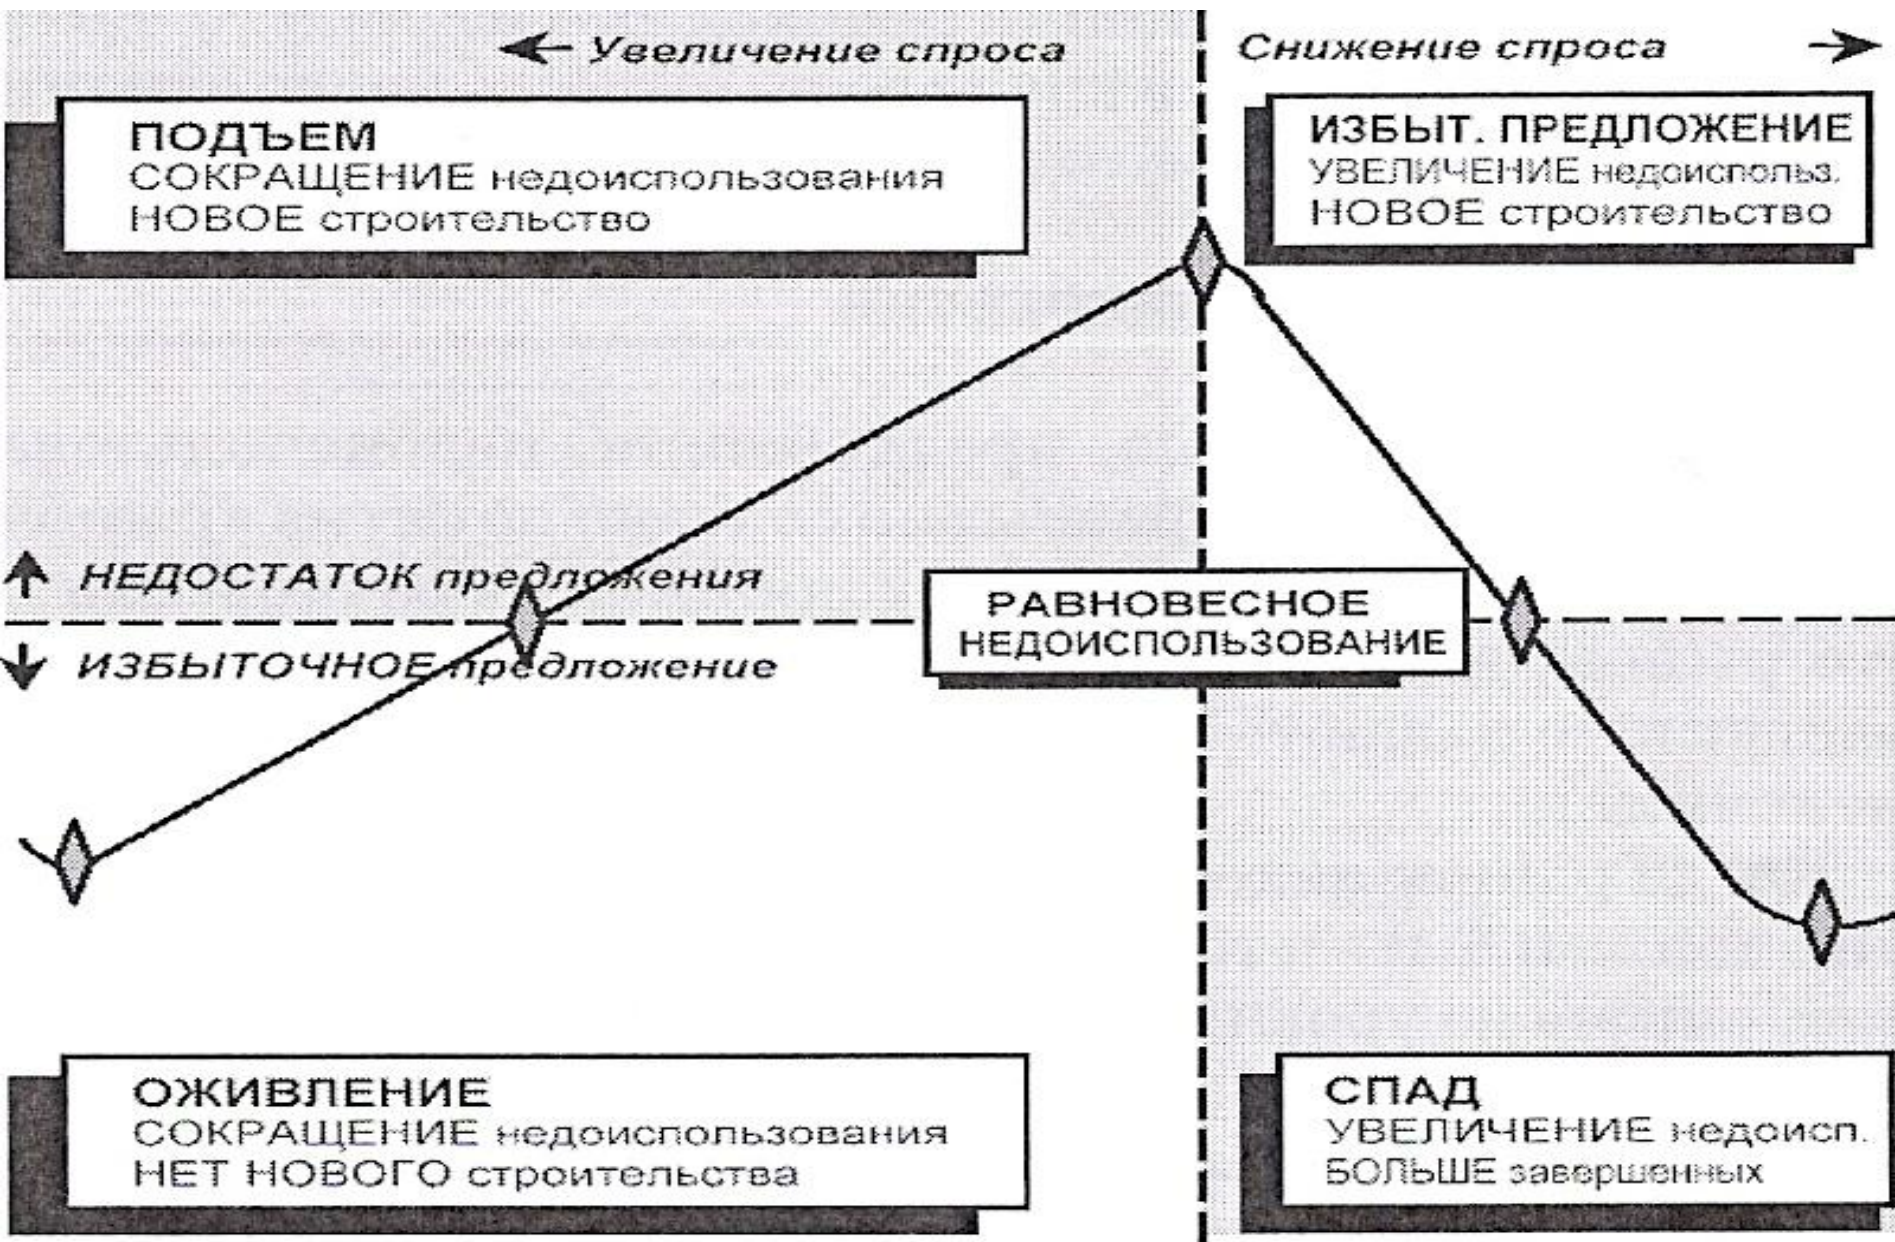 Увеличение спроса
Снижение спроса
ПОДЪЕМ
СОКРАЩЕНИЕ недоиспользования
НОВОЕ строительство
ИЗБЫТ. ПРЕДЛОЖЕНИЕ
УВЕЛИЧЕНИЕ недоиспольз.
НОВОЕ строительство
НЕДОСТАТОК предложения
ИЗБЫТОЧНОЕ предложение
РАВНОВЕСНОЕ
НЕДОИСПОЛЬЗОВАНИЕ
ОЖИВЛЕНИЕ
СОКРАЩЕНИЕ недоиспользования
НЕТ НОВОГО строительства
СПАД
УВЕЛИЧЕНИЕ недоисп.
БОЛЬШЕ завершенных